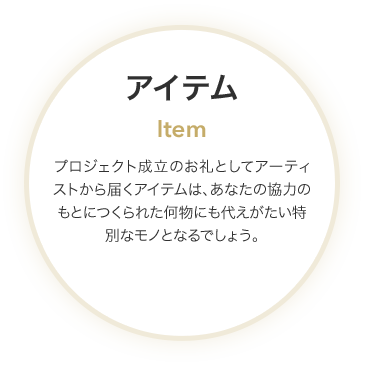 アイテム
Item
プロジェクト成立のお礼としてアーティ
ストから届くアイテムは、あなたの協力の
もとにつくられた何物にも代えがたい特
別なモノとなるでしょう。